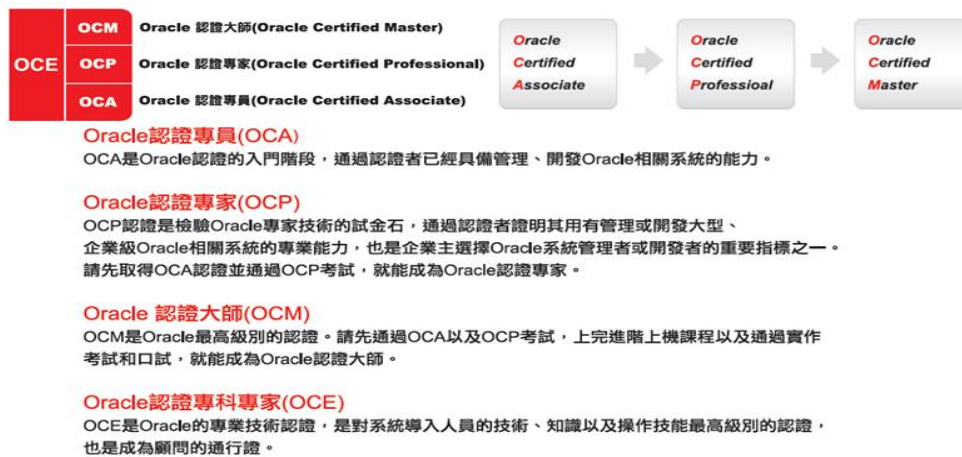 OCE
OCM Oracle 認證大師(Oracle Certified Master)
OCP Oracle 認證專家(Oracle Certified Professional)
OCA Oracle 認證專員(Oracle Certified Associate)
Oracle
Certified
Associate
Oracle
Certified
Professioal
Oracle
Certified
Master
Oracle認證專員(OCA)
OCA是Oracle認證的入門階段，通過認證者已經具備管理、開發Oracle相關系統的能力。
Oracle認證專家(OCP)
OCP認證是檢驗Oracle專家技術的試金石，通過認證者證明其用有管理或開發大型、
企業級Oracle相關系統的專業能力，也是企業主選擇Oracle系統管理者或開發者的重要指標之一。
請先取得OCA認證並通過OCP考試，就能成為Oracle認證專家。
Oracle 認證大師(OCM)
OCM是Oracle最高級別的認證。請先通過OCA以及OCP考試，上完進階上機課程以及通過實作
考試和口試，就能成為Oracle認證大師。
Oracle認證專科專家(OCE)
OCE是Oracle的專業技術認證，是對系統導入人員的技術、知識以及操作技能最高級別的認證，
也是成為顧問的通行證。